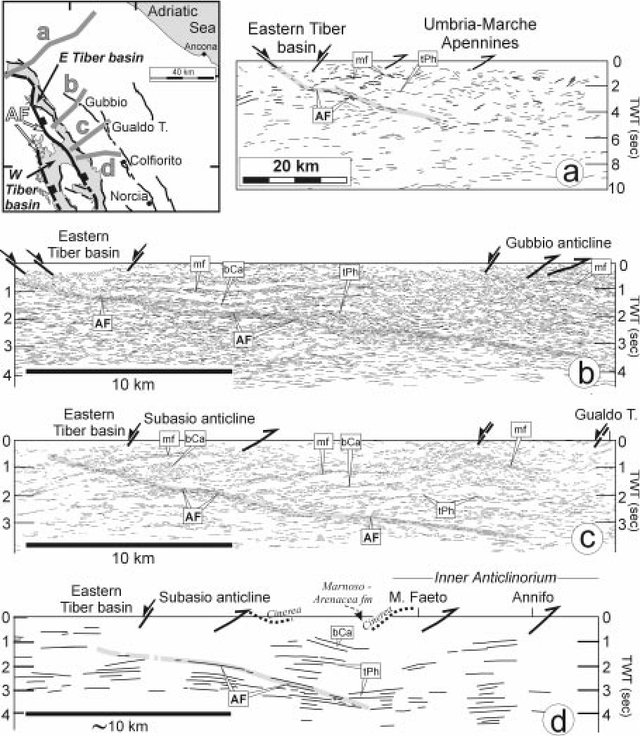 Adriatic
Sea
Ancona
40 km
a
E Tiber basin
b
Gubbio
AF
Gualdo T.
c
Colfiorito
d
W
Tiber
basin
Norcia
Eastern Tiber
basin
Umbria-Marche
Apennines
mf
tPh
AF
0
2
4
6
8
10
TWT (sec)
20 km
a
Eastern
Tiber basin
Gubbio anticline
mf
bCa
tPh
mf
AF
AF
1
2
3
4
0
1
2
3
4
TWT (sec)
10 km
b
Eastern
Tiber basin
Subasio anticline
Gualdo T.
mf
bCa
mf
bCa
mf
tPh
AF
AF
0
1
2
3
0
1
2
3
TWT (sec)
10 km
c
Eastern
Tiber basin
Subasio anticline
Cinerea
Marnoso -
Arenacea fm
Cinerea
Inner Anticlinorium
M. Faeto
Annifo
bCa
tPh
AF
0
1
2
3
4
0
1
2
3
4
TWT (sec)
~10 km
d